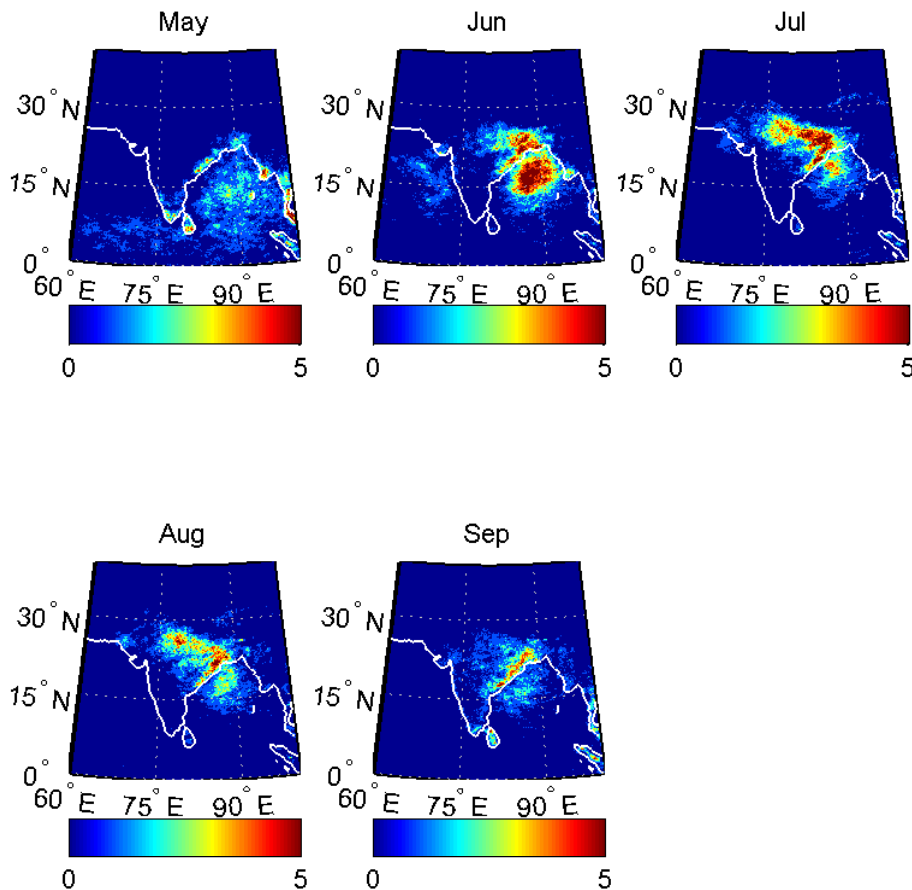 May Jun Jul
30° N 30° N 30° N
15° N 15° N 15° N
0° 0° 0°
60° E 75° E 90° E 60° E 75° E 90° E 60° E 75° E 90° E
0 5 0 5 0 5
Aug Sep
30° N 30° N
15° N 15° N
0° 0°
60° E 75° E 90° E 60° E 75° E 90° E
0 5 0 5